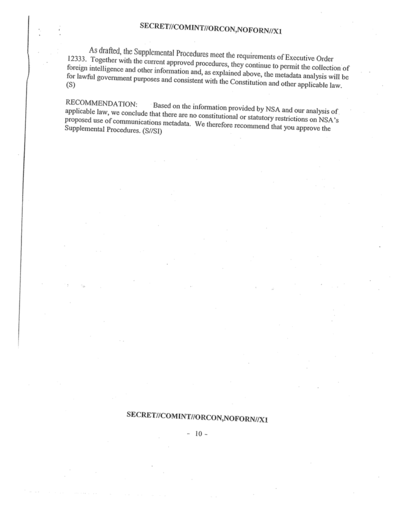 SECRET//COMINT//ORCON,NOFORN//X1
As drafted, the Supplemental Procedures meet the requirements of Executive Order
12333. Together with the current approved procedures, they continue to permit the collection of
foreign intelligence and other information and, as explained above, the metadata analysis will be
for lawful government purposes and consistent with the Constitution and other applicable law.
(S)
RECOMMENDATION: Based on the information provided by NSA and our analysis of
applicable law, we conclude that there are no constitutional or statutory restrictions on NSA's
proposed use of communications metadata. We therefore recommend that you approve the
Supplemental Procedures. (S//SI)
SECRET//COMINT//ORCON,NOFORN//X1
- 10 -